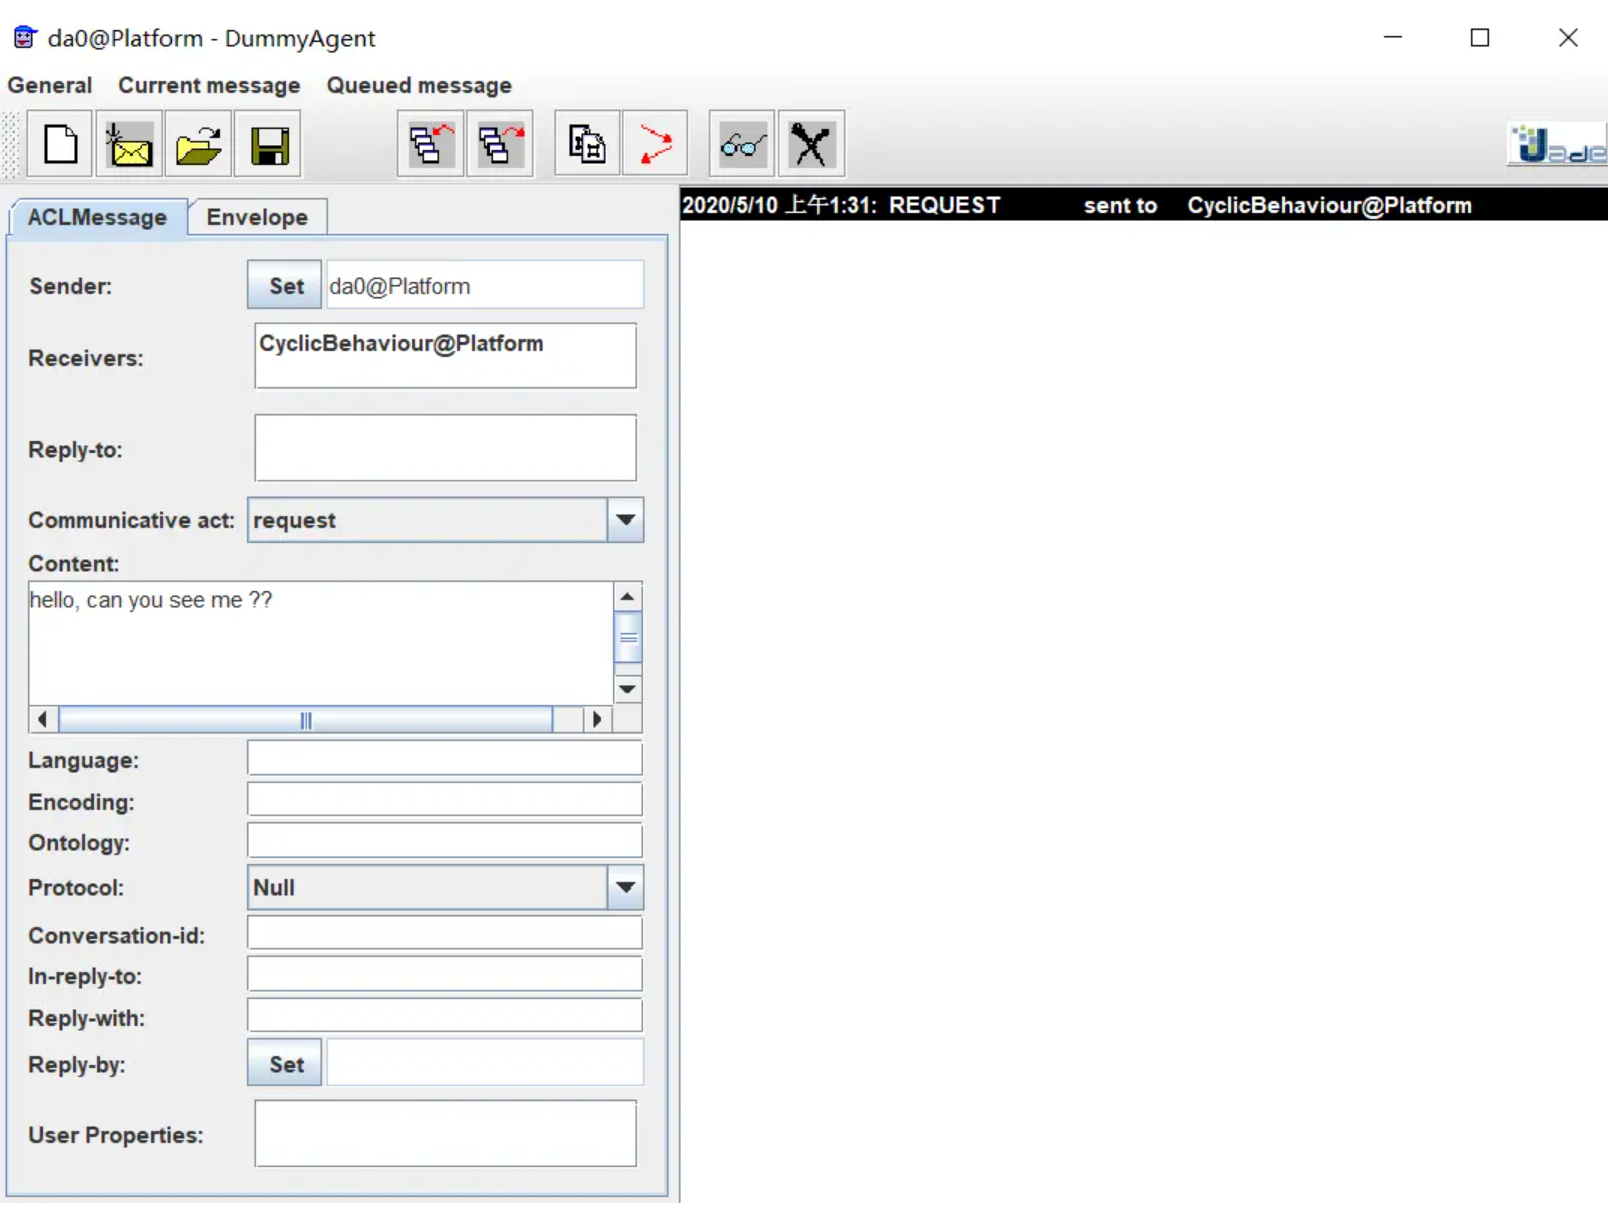 da0@Platform - DummyAgent
General Current message Queued message
Jade
ACLMessage Envelope
Sender: Set da0@Platform
Receivers: CyclicBehaviour@Platform
Reply-to:
Communicative act: request
Content:
hello, can you see me ??
Language:
Encoding:
Ontology:
Protocol: Null
Conversation-id:
In-reply-to:
Reply-with:
Reply-by: Set
User Properties:
2020/5/10 上午1:31: REQUEST sent to CyclicBehaviour@Platform